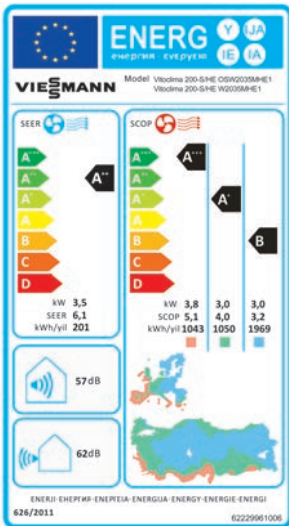 ENERG Y IJA
енергия · ενεργεια IE IA
VIESMANN
Model Vitoclima 200-S/HE OSW2035MHE1
Vitoclima 200-S/HE W2035MHE1
SEER SCOP
A+++ A+++
A++ A++ A++ A+++
A+ A+ A+
A A
B B B
C C
D D
kW 3,5 kW 3,8 3,0 3,0
SEER 6,1 SCOP 5,1 4,0 3,2
kWh/yıl 201 kWh/yıl 1043 1050 1969
57dB
62dB
ENERJİ·ЕНЕРГИЯ·ΕΝΕΡΓΕΙΑ·ENERGIJA·ENERGY·ENERGIE·ENERGI
626/2011
62229961006